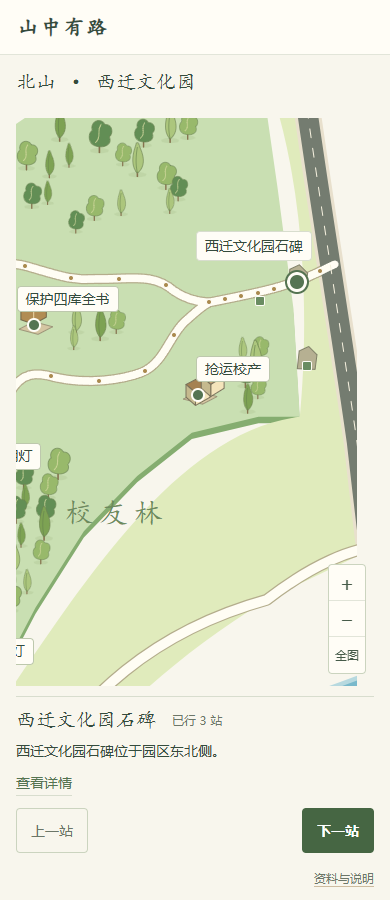 山中有路
北山 • 西迁文化园
西迁文化园石碑
保护四库全书
抢运校产
灯
校友林
灯
+
−
全图
西迁文化园石碑 已行 3 站
西迁文化园石碑位于园区东北侧。
查看详情
上一站
下一站
资料与说明